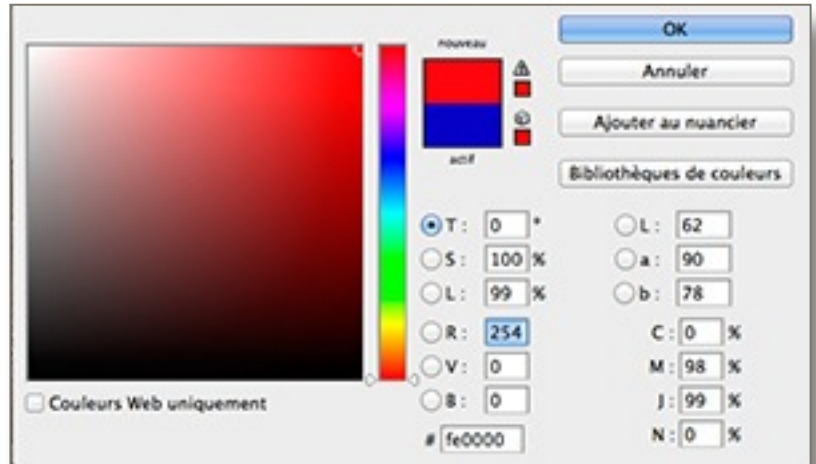 nouveau
actif
OK
Annuler
Ajouter au nuancier
Bibliothèques de couleurs
T : 0 °
S : 100 %
L : 99 %
R : 254
V : 0
B : 0
# fe0000
L : 62
a : 90
b : 78
C : 0 %
M : 98 %
J : 99 %
N : 0 %
Couleurs Web uniquement